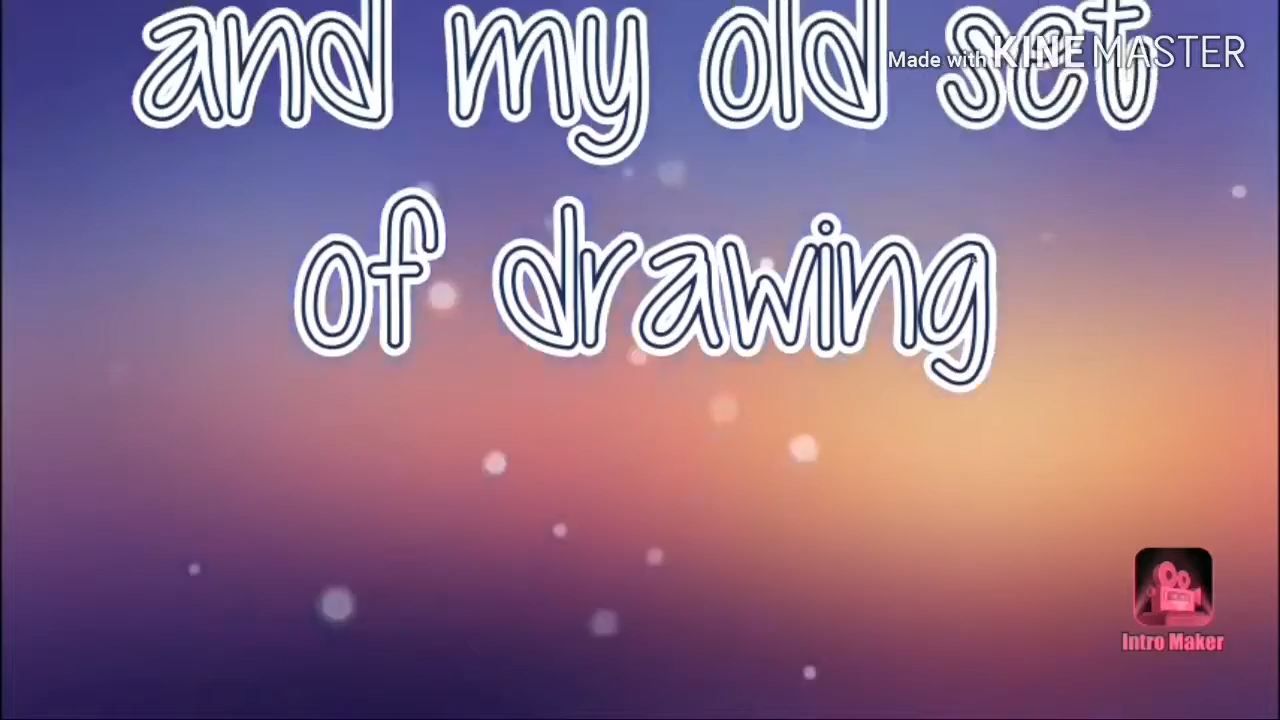 and my old set
Made with KINEMASTER
of drawing
Intro Maker